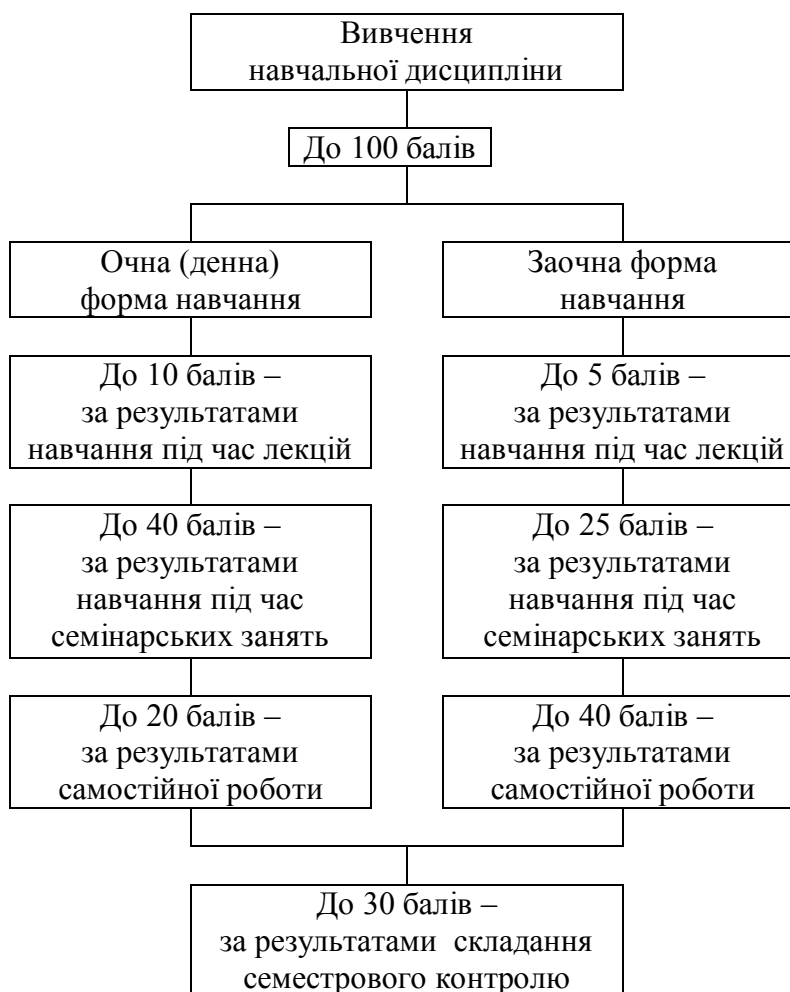 Вивчення
навчальної дисципліни
До 100 балів
Очна (денна)
форма навчання
До 10 балів –
за результатами
навчання під час лекцій
До 40 балів –
за результатами
навчання під час
семінарських занять
До 20 балів –
за результатами
самостійної роботи
Заочна форма
навчання
До 5 балів –
за результатами
навчання під час лекцій
До 25 балів –
за результатами
навчання під час
семінарських занять
До 40 балів –
за результатами
самостійної роботи
До 30 балів –
за результатами складання
семестрового контролю